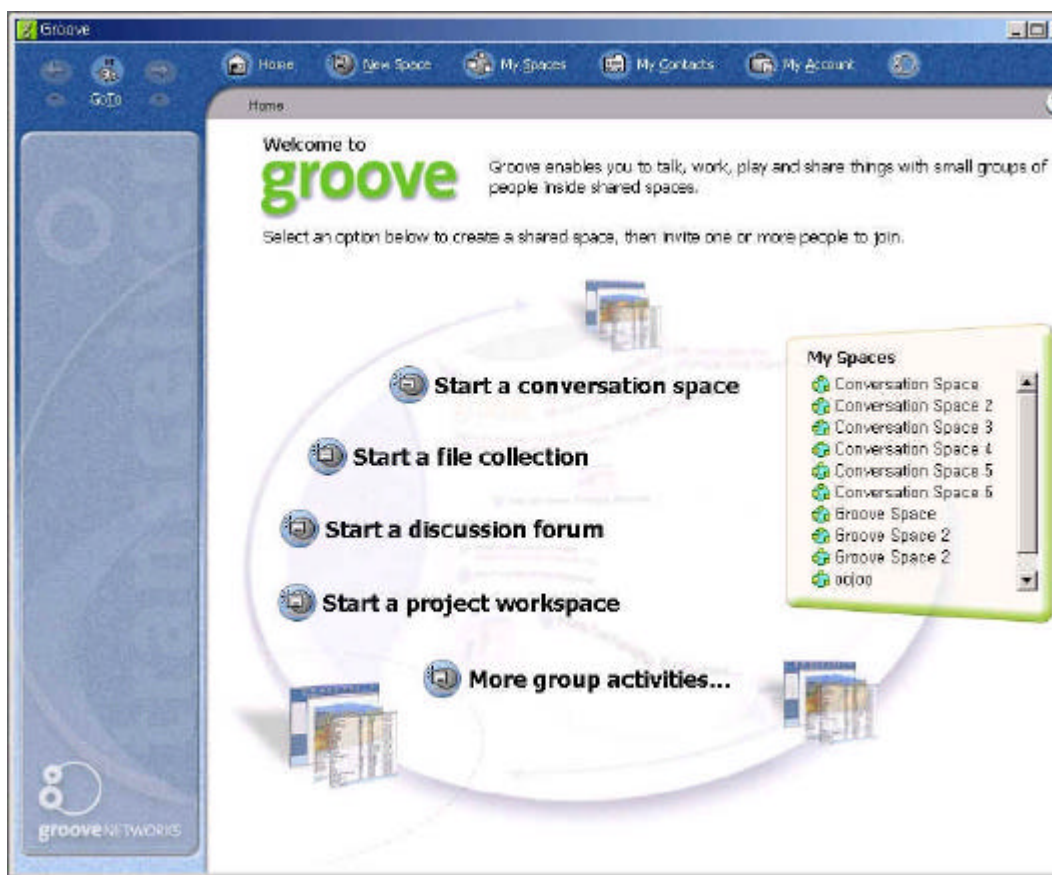 Groove
Home
New Space
My Spaces
My Contacts
My Account
GoTo
Home
Welcome to
groove
Groove enables you to talk, work, play and share things with small groups of
people inside shared spaces.
Select an option below to create a shared space, then invite one or more people to join.
Start a conversation space
Start a file collection
Start a discussion forum
Start a project workspace
More group activities...
My Spaces
Conversation Space
Conversation Space 2
Conversation Space 3
Conversation Space 4
Conversation Space 5
Conversation Space 6
Groove Space
Groove Space 2
Groove Space 2
groove NETWORKS